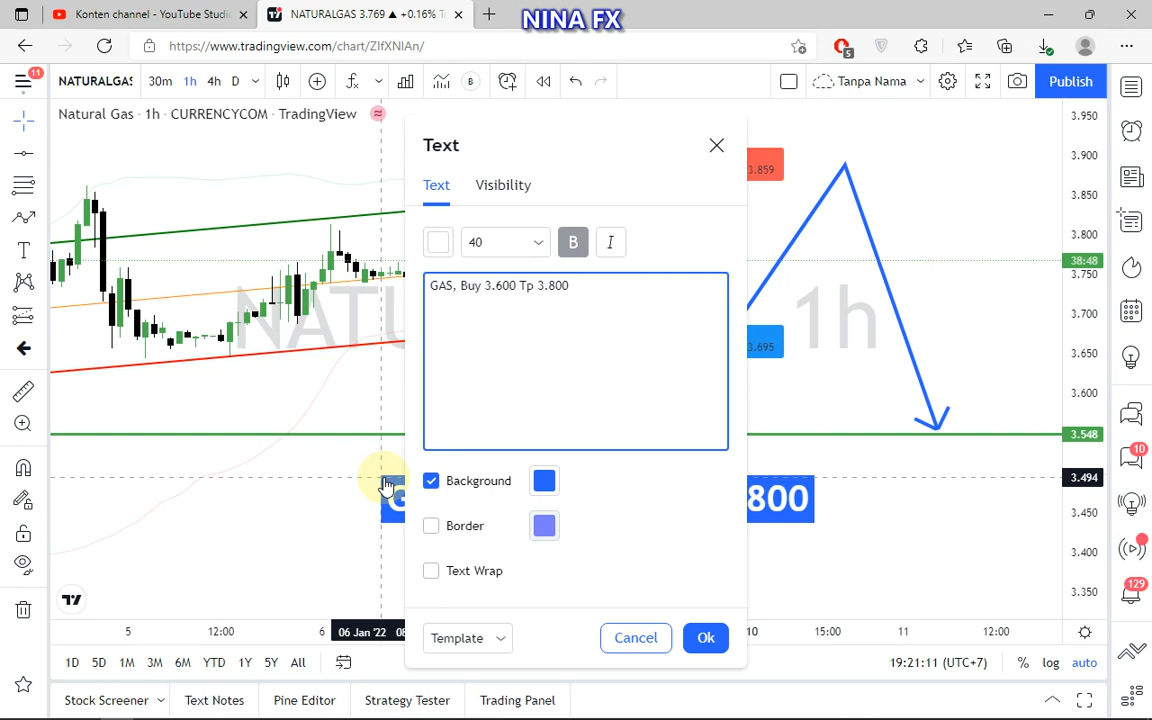 Konten channel - YouTube Studio
NATURALGAS 3.769 ▲ +0.16%
NINA FX
https://www.tradingview.com/chart/ZIfXNIAn/
5
11
NATURALGAS
30m 1h 4h D
B
Tanpa Nama
Publish
Natural Gas · 1h · CURRENCYCOM · TradingView
Text
Text Visibility
40 B I
GAS, Buy 3.600 Tp 3.800
Background
Border
Text Wrap
Template Cancel Ok
3.859
3.695
1h
800
3.950
3.900
3.850
3.800
38:48
3.750
3.700
3.650
3.600
3.548
3.494
3.450
3.400
3.350
10
129
5 12:00 6 06 Jan '22 10 15:00 11 12:00
1D 5D 1M 3M 6M YTD 1Y 5Y All
19:21:11 (UTC+7) % log auto
Stock Screener Text Notes Pine Editor Strategy Tester Trading Panel